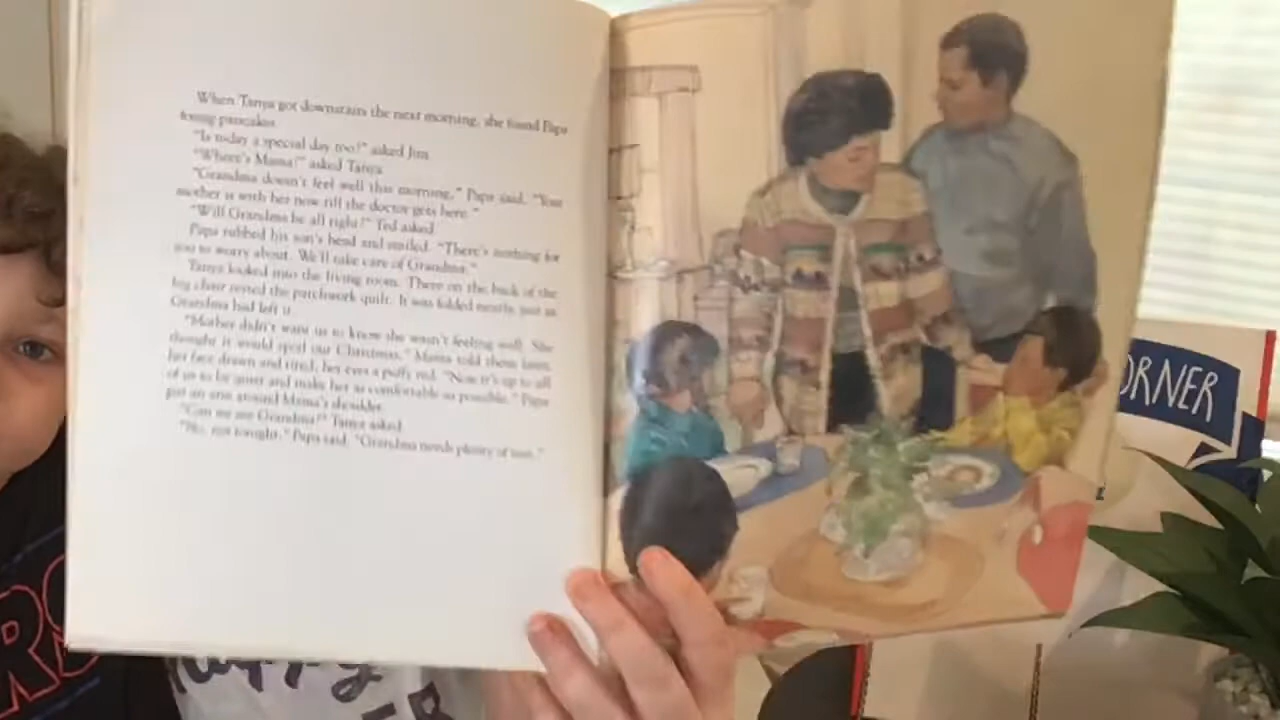 When Tanya got downstairs the next morning, she found Papa
fixing pancakes.
"Is today a special day too?" asked Jim.
"Where's Mama?" asked Tanya.
"Grandma doesn't feel well this morning," Papa said. "Your
mother is with her now till the doctor gets here."
"Will Grandma be all right?" Ted asked.
Papa rubbed his son's head and smiled. "There's nothing for
you to worry about. We'll take care of Grandma."
Tanya looked into the living room. There on the back of the
big chair rested the patchwork quilt. It was folded neatly, just as
Grandma had left it.
"Mother didn't want us to know she wasn't feeling well. She
thought it would spoil our Christmas," Mama told them later,
her face drawn and tired, her eyes a puffy red. "Now it's up to all
of us to be quiet and make her as comfortable as possible." Papa
put an arm around Mama's shoulder.
"Can we see Grandma?" Tanya asked.
"No, not tonight," Papa said. "Grandma needs plenty of rest."
ORNER